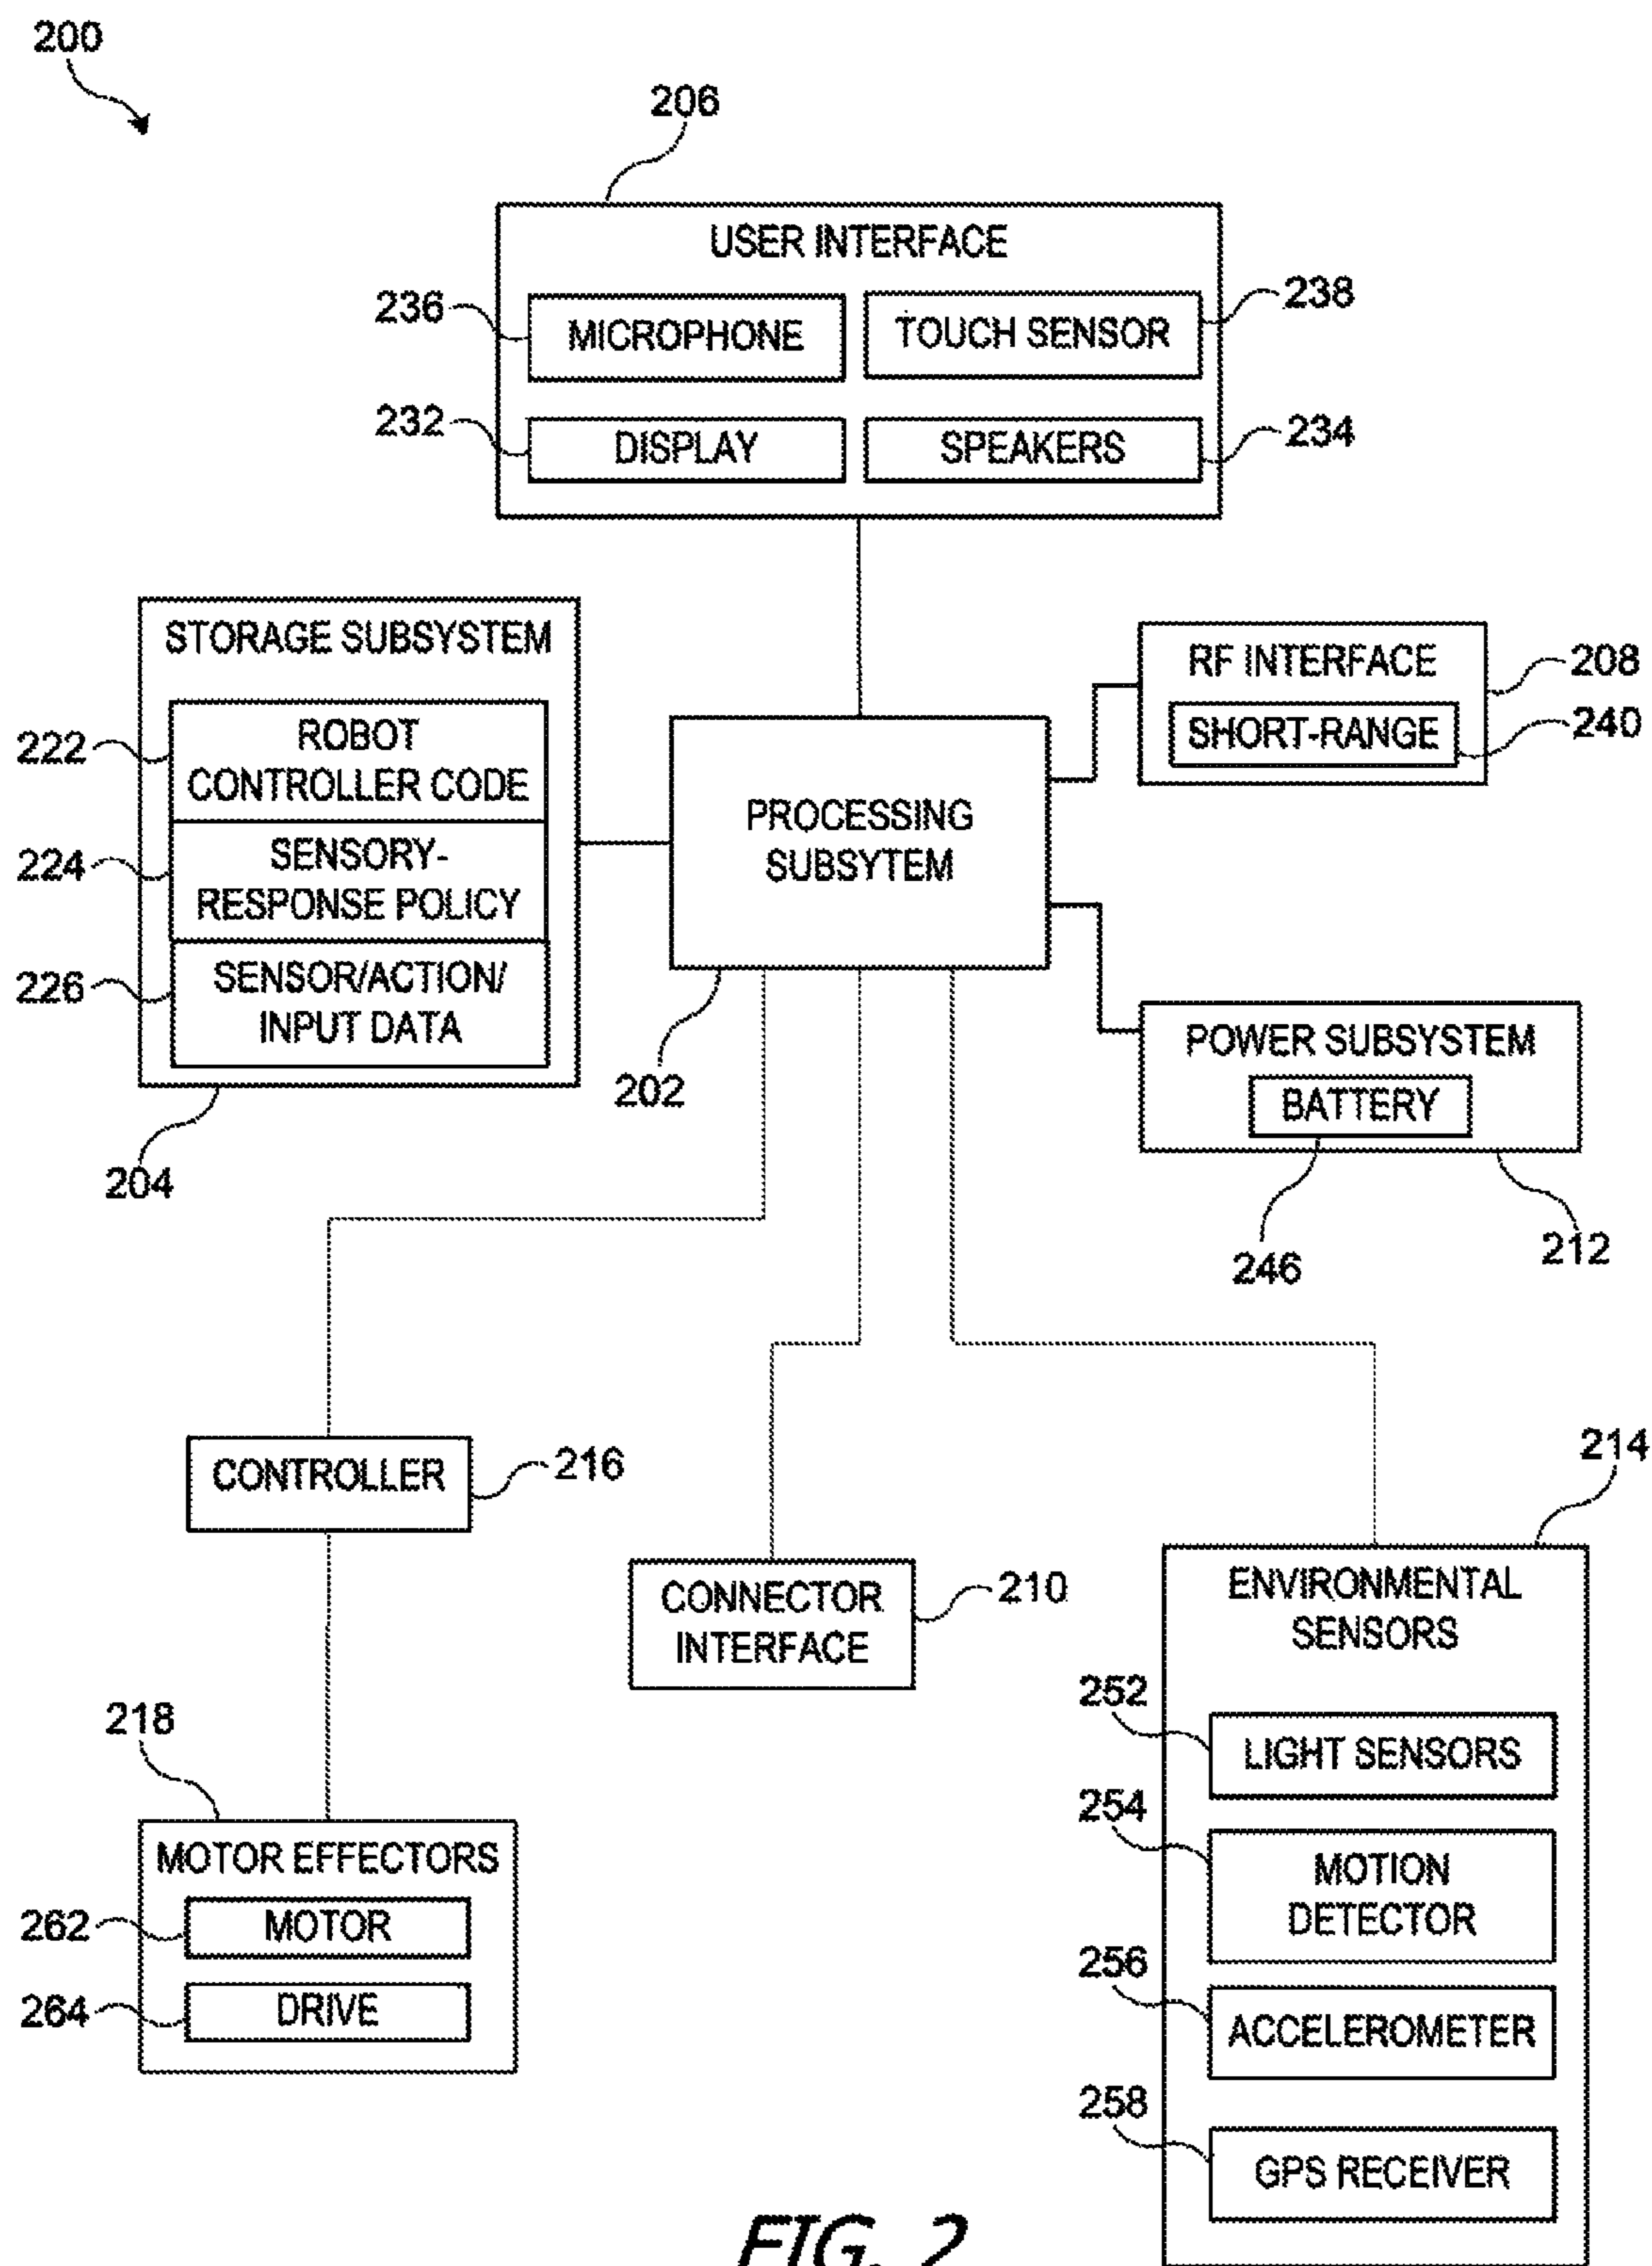 200
206
USER INTERFACE
236
MICROPHONE
TOUCH SENSOR
238
232
DISPLAY
SPEAKERS
234
STORAGE SUBSYSTEM
222
ROBOT
CONTROLLER CODE
224
SENSORY-
RESPONSE POLICY
226
SENSOR/ACTION/
INPUT DATA
204
PROCESSING
SUBSYTEM
202
RF INTERFACE
208
SHORT-RANGE
240
POWER SUBSYSTEM
BATTERY
246
212
CONTROLLER
216
CONNECTOR
INTERFACE
210
214
ENVIRONMENTAL
SENSORS
252
LIGHT SENSORS
254
MOTION
DETECTOR
256
ACCELEROMETER
258
GPS RECEIVER
218
MOTOR EFFECTORS
262
MOTOR
264
DRIVE
FIG. 2